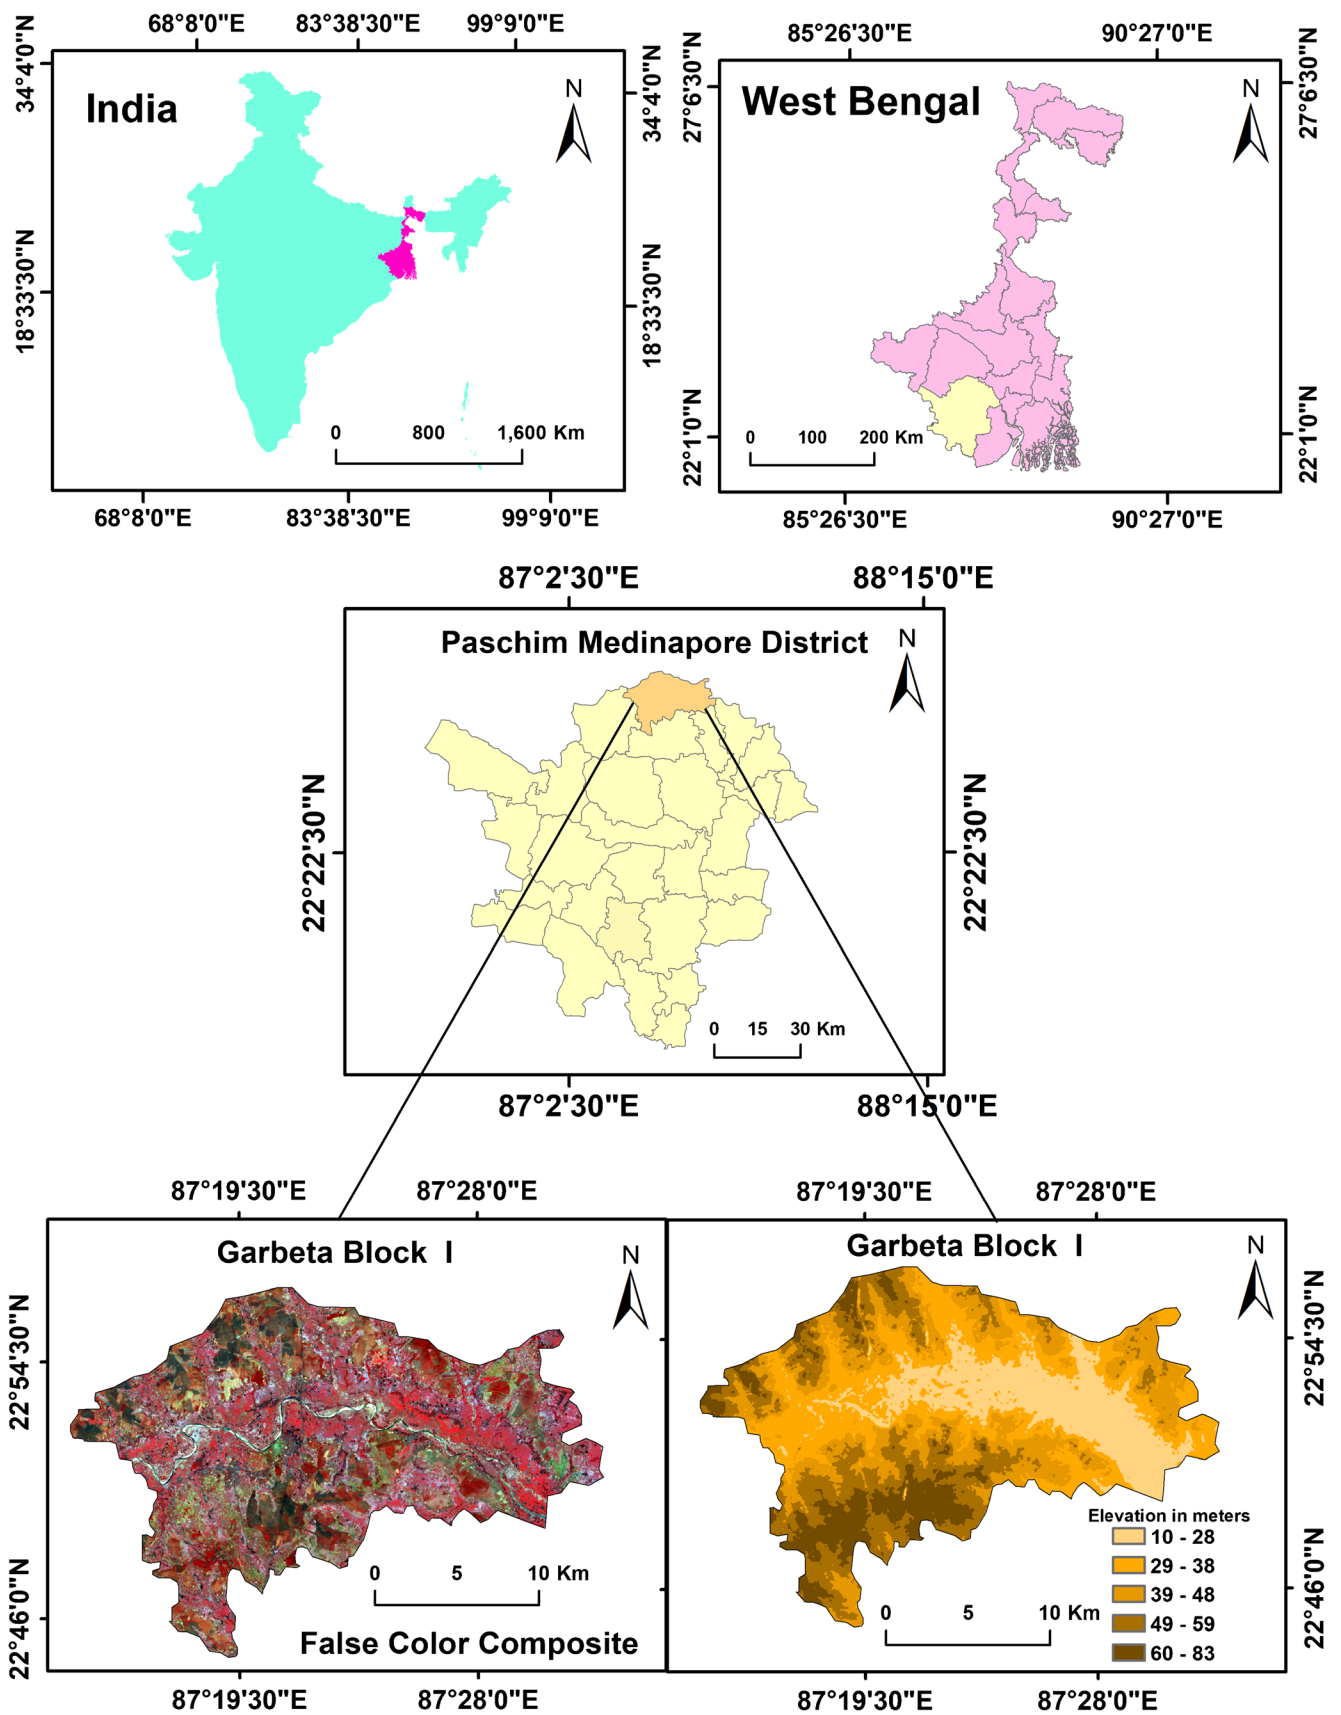 68°8'0"E 83°38'30"E 99°9'0"E
34°4'0"N
34°4'0"N
India
N
18°33'30"N
18°33'30"N
0 800 1,600 Km
68°8'0"E 83°38'30"E 99°9'0"E
85°26'30"E 90°27'0"E
27°6'30"N
27°6'30"N
West Bengal
N
22°1'0"N
22°1'0"N
0 100 200 Km
85°26'30"E 90°27'0"E
87°2'30"E 88°15'0"E
Paschim Medinapore District
N
22°22'30"N
22°22'30"N
0 15 30 Km
87°2'30"E 88°15'0"E
87°19'30"E 87°28'0"E
Garbeta Block I
N
22°54'30"N
22°46'0"N
0 5 10 Km
False Color Composite
87°19'30"E 87°28'0"E
87°19'30"E 87°28'0"E
Garbeta Block I
N
22°54'30"N
22°46'0"N
Elevation in meters
10 - 28
29 - 38
39 - 48
49 - 59
60 - 83
0 5 10 Km
87°19'30"E 87°28'0"E